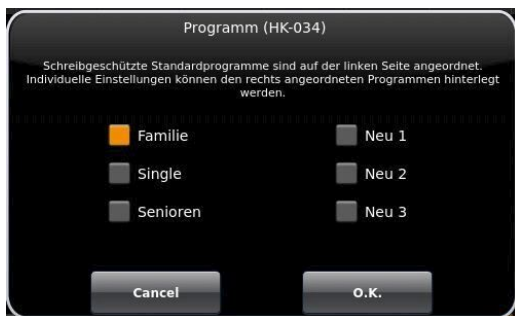 Programm (HK-034)
Schreibgeschützte Standardprogramme sind auf der linken Seite angeordnet.
Individuelle Einstellungen können den rechts angeordneten Programmen hinterlegt
werden.
Familie
Neu 1
Single
Neu 2
Senioren
Neu 3
Cancel
O.K.